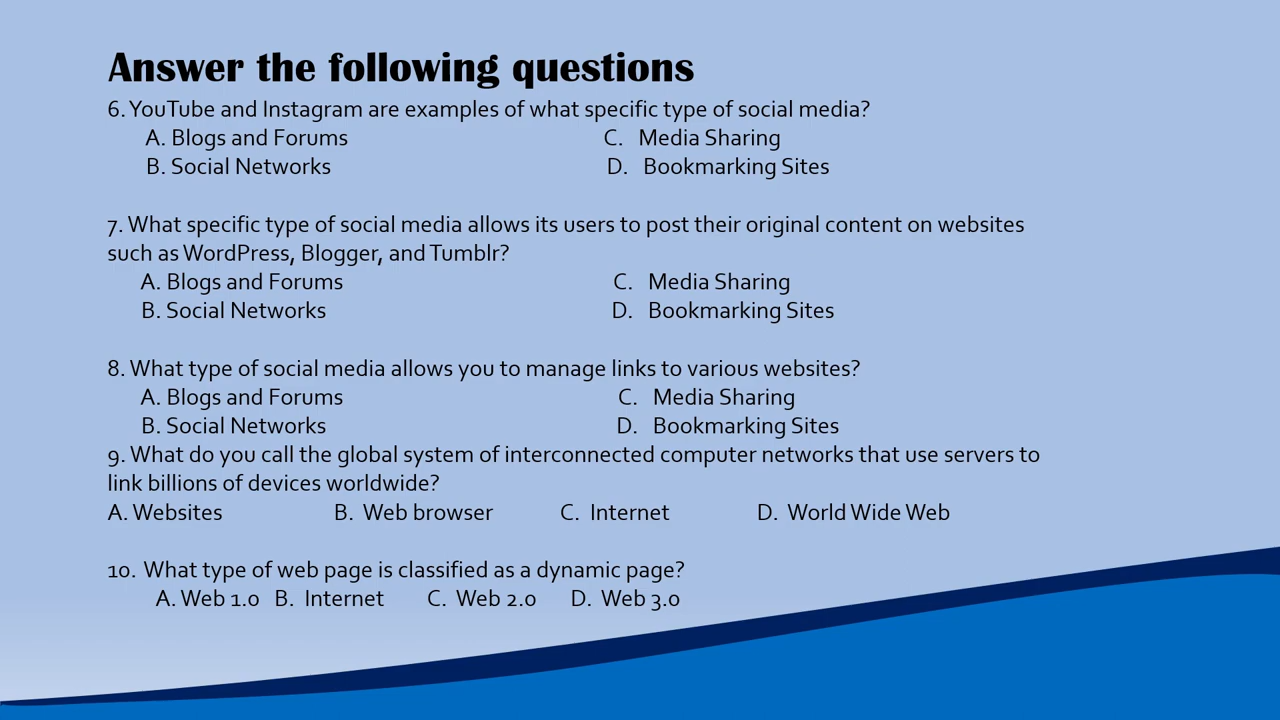 Answer the following questions
6. YouTube and Instagram are examples of what specific type of social media?
A. Blogs and Forums C. Media Sharing
B. Social Networks D. Bookmarking Sites
7. What specific type of social media allows its users to post their original content on websites
such as WordPress, Blogger, and Tumblr?
A. Blogs and Forums C. Media Sharing
B. Social Networks D. Bookmarking Sites
8. What type of social media allows you to manage links to various websites?
A. Blogs and Forums C. Media Sharing
B. Social Networks D. Bookmarking Sites
9. What do you call the global system of interconnected computer networks that use servers to
link billions of devices worldwide?
A. Websites B. Web browser C. Internet D. World Wide Web
10. What type of web page is classified as a dynamic page?
A. Web 1.0 B. Internet C. Web 2.0 D. Web 3.0